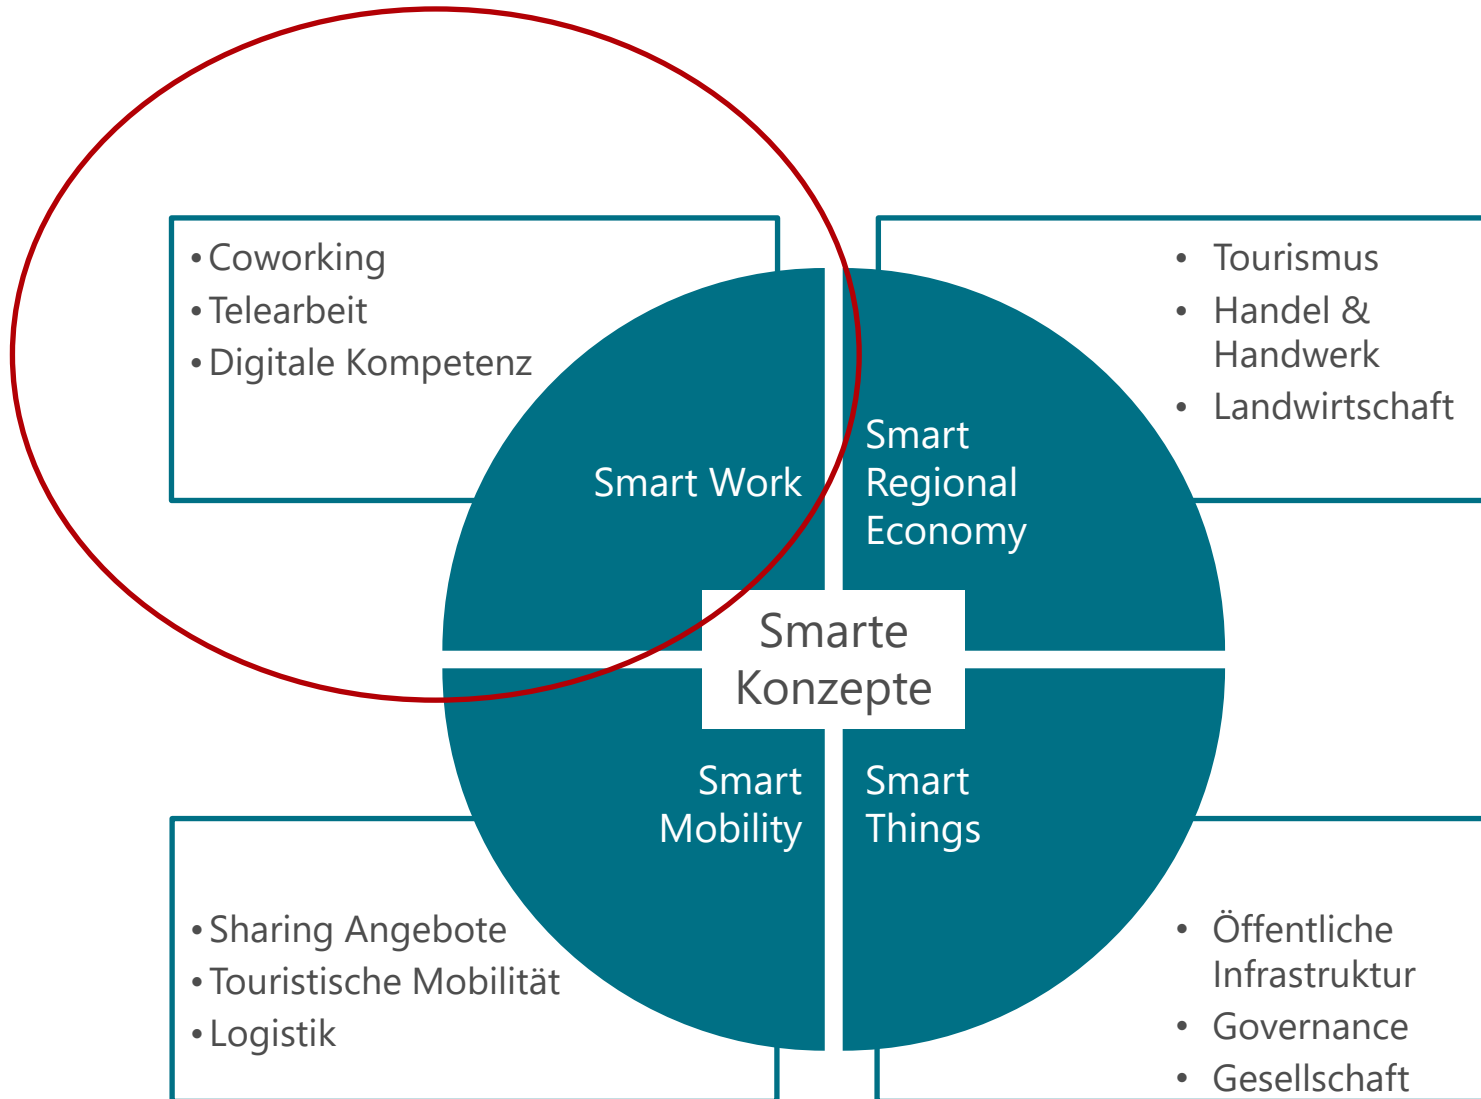 • Coworking
• Telearbeit
• Digitale Kompetenz
• Tourismus
• Handel &
Handwerk
• Landwirtschaft
Smart Work
Smart
Regional
Economy
Smarte
Konzepte
Smart
Mobility
Smart
Things
• Sharing Angebote
• Touristische Mobilität
• Logistik
• Öffentliche
Infrastruktur
• Governance
• Gesellschaft